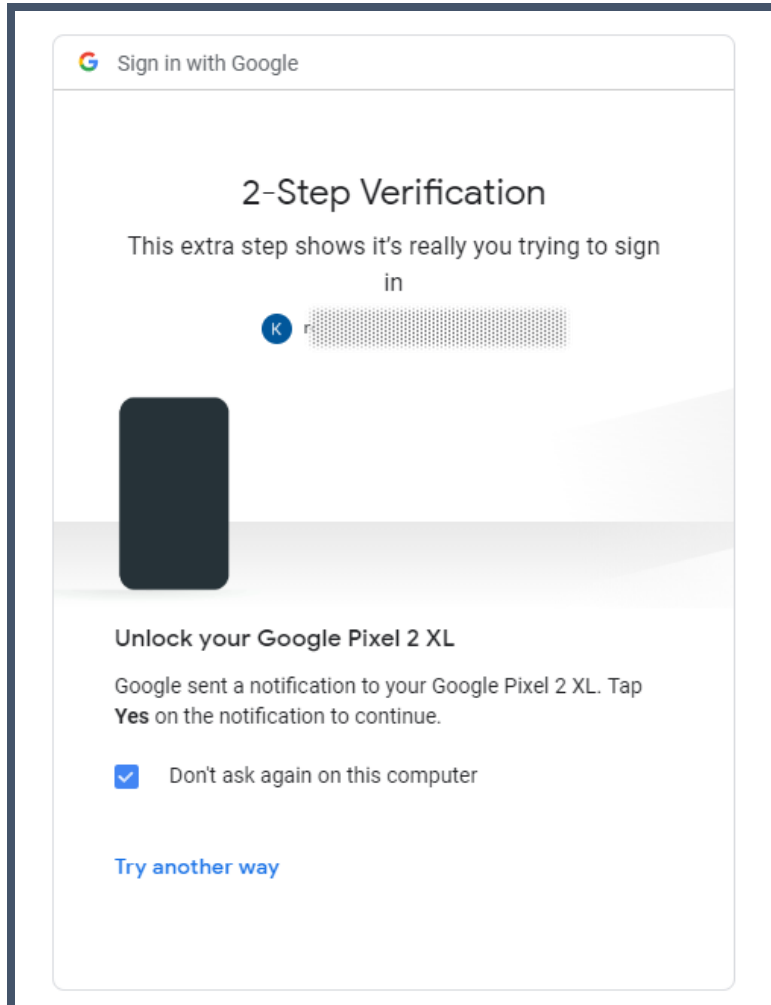 Sign in with Google
2-Step Verification
This extra step shows it's really you trying to sign
in
K
Unlock your Google Pixel 2 XL
Google sent a notification to your Google Pixel 2 XL. Tap
Yes on the notification to continue.
Don't ask again on this computer
Try another way